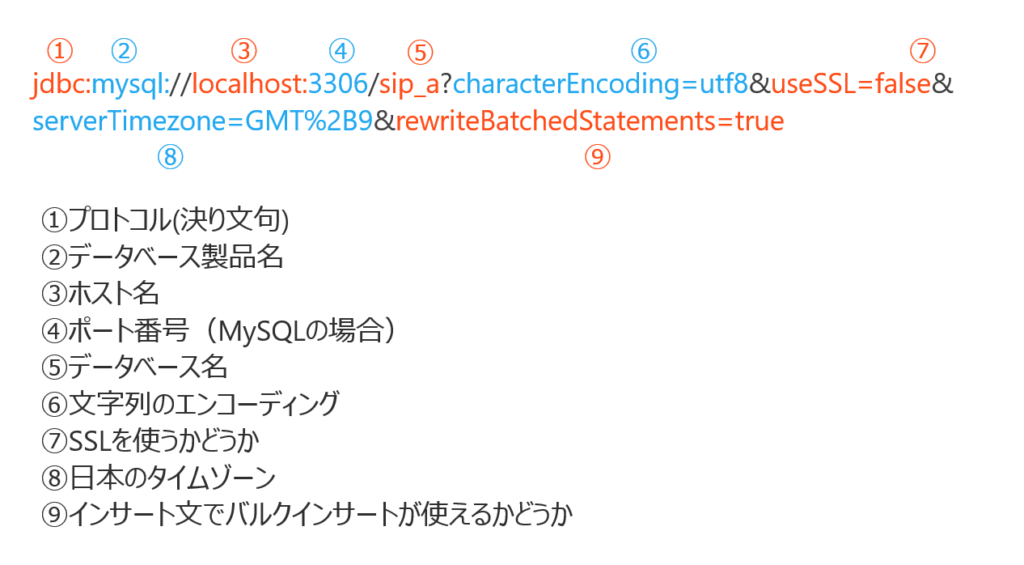 ① ② ③ ④ ⑤ ⑥ ⑦
jdbc:mysql://localhost:3306/sip_a?characterEncoding=utf8&useSSL=false&
serverTimezone=GMT%2B9&rewriteBatchedStatements=true
⑧ ⑨
①プロトコル(決り文句)
②データベース製品名
③ホスト名
④ポート番号（MySQLの場合）
⑤データベース名
⑥文字列のエンコーディング
⑦SSLを使うかどうか
⑧日本のタイムゾーン
⑨インサート文でバルクインサートが使えるかどうか